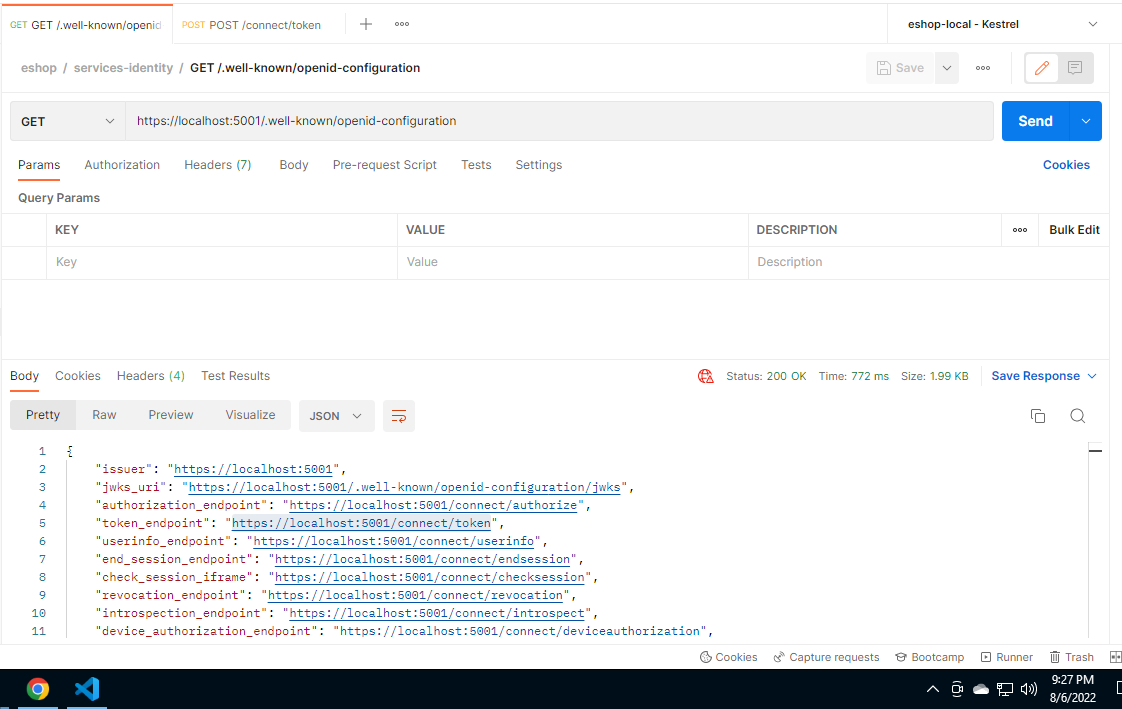 GET GET /.well-known/openid
POST POST /connect/token
eshop-local - Kestrel
eshop / services-identity / GET /.well-known/openid-configuration
Save
GET
https://localhost:5001/.well-known/openid-configuration
Send
Params Authorization Headers (7) Body Pre-request Script Tests Settings Cookies
Query Params
KEY VALUE DESCRIPTION Bulk Edit
Key Value Description
Body Cookies Headers (4) Test Results Status: 200 OK Time: 772 ms Size: 1.99 KB Save Response
Pretty Raw Preview Visualize JSON
1 {
2 "issuer": "https://localhost:5001",
3 "jwks_uri": "https://localhost:5001/.well-known/openid-configuration/jwks",
4 "authorization_endpoint": "https://localhost:5001/connect/authorize",
5 "token_endpoint": "https://localhost:5001/connect/token",
6 "userinfo_endpoint": "https://localhost:5001/connect/userinfo",
7 "end_session_endpoint": "https://localhost:5001/connect/endsession",
8 "check_session_iframe": "https://localhost:5001/connect/checksession",
9 "revocation_endpoint": "https://localhost:5001/connect/revocation",
10 "introspection_endpoint": "https://localhost:5001/connect/introspect",
11 "device_authorization_endpoint": "https://localhost:5001/connect/deviceauthorization",
Cookies Capture requests Bootcamp Runner Trash
9:27 PM
8/6/2022